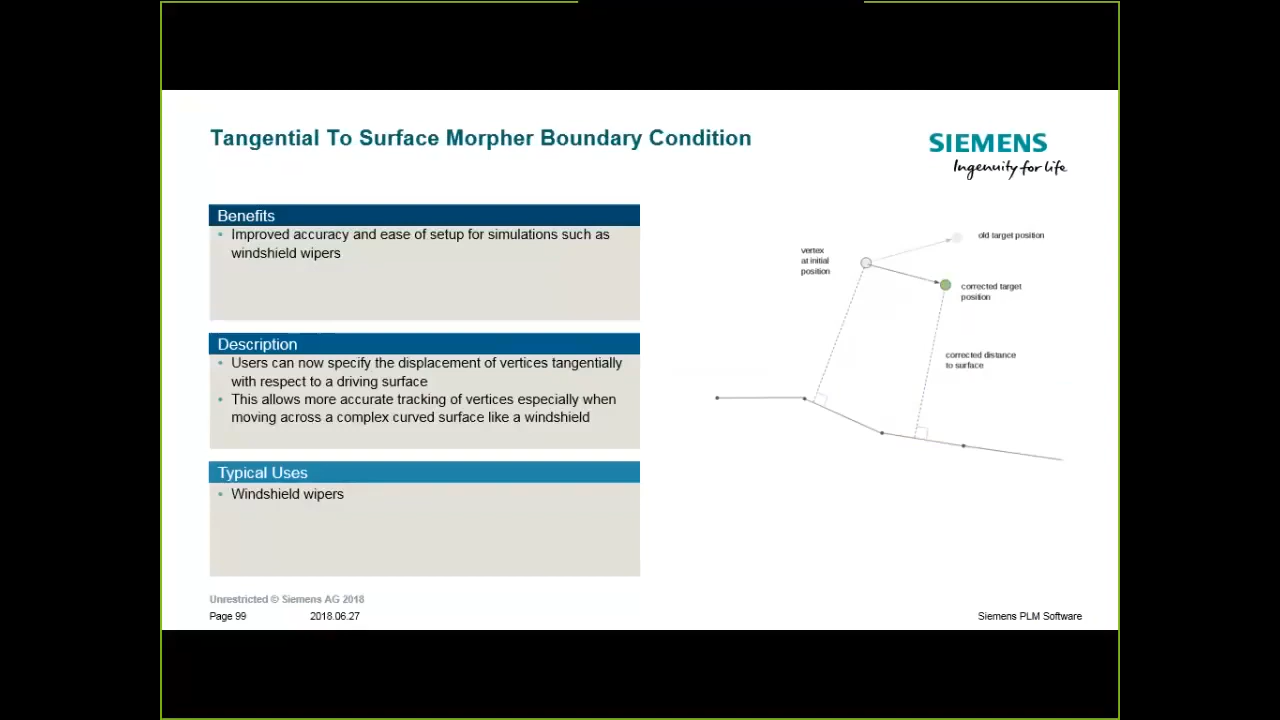 Tangential To Surface Morpher Boundary Condition
SIEMENS
Ingenuity for life
Benefits
• Improved accuracy and ease of setup for simulations such as
windshield wipers
Description
• Users can now specify the displacement of vertices tangentially
with respect to a driving surface
• This allows more accurate tracking of vertices especially when
moving across a complex curved surface like a windshield
Typical Uses
• Windshield wipers
old target position
vertex
at initial
position
corrected target
position
corrected distance
to surface
Unrestricted © Siemens AG 2018
Page 99 2018.06.27 Siemens PLM Software